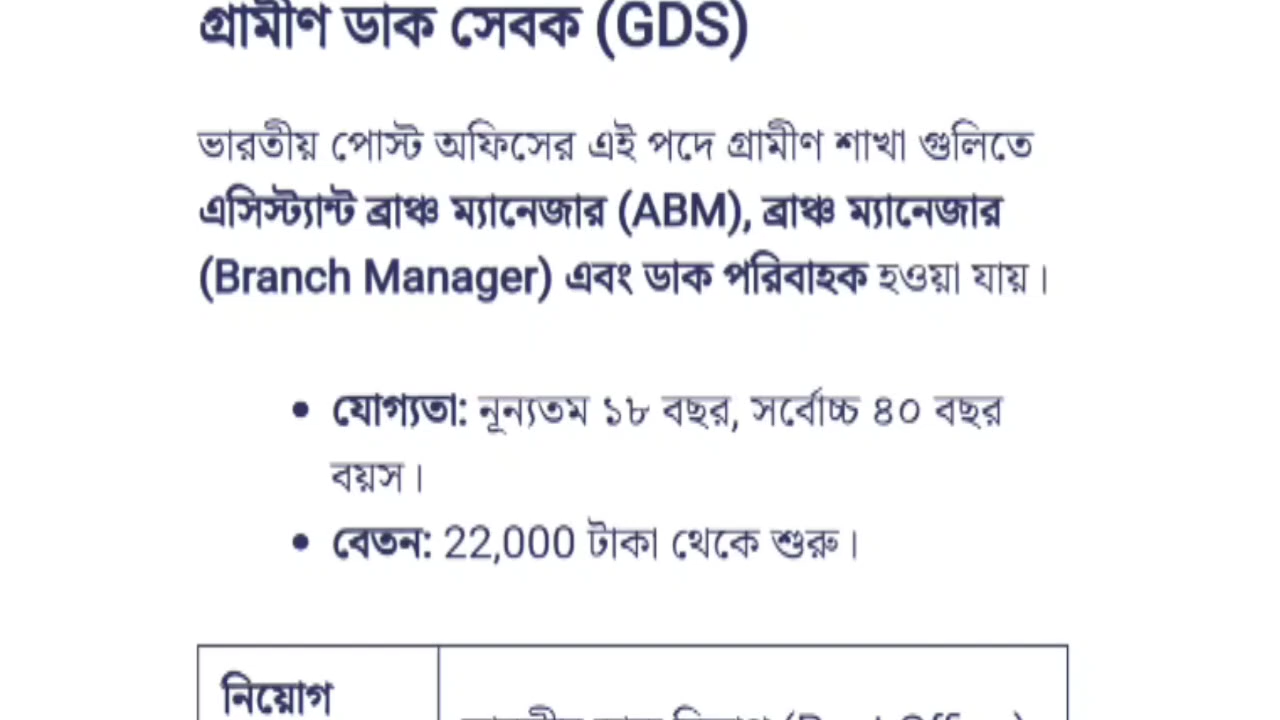 গ্রামীণ ডাক সেবক (GDS)
ভারতীয় পোস্ট অফিসের এই পদে গ্রামীণ শাখা গুলিতে
এসিস্ট্যান্ট ব্রাঞ্চ ম্যানেজার (ABM), ব্রাঞ্চ ম্যানেজার
(Branch Manager) এবং ডাক পরিবাহক হওয়া যায়।
• যোগ্যতা: নূন্যতম ১৮ বছর, সর্বোচ্চ ৪০ বছর
বয়স।
• বেতন: 22,000 টাকা থেকে শুরু।
নিয়োগ